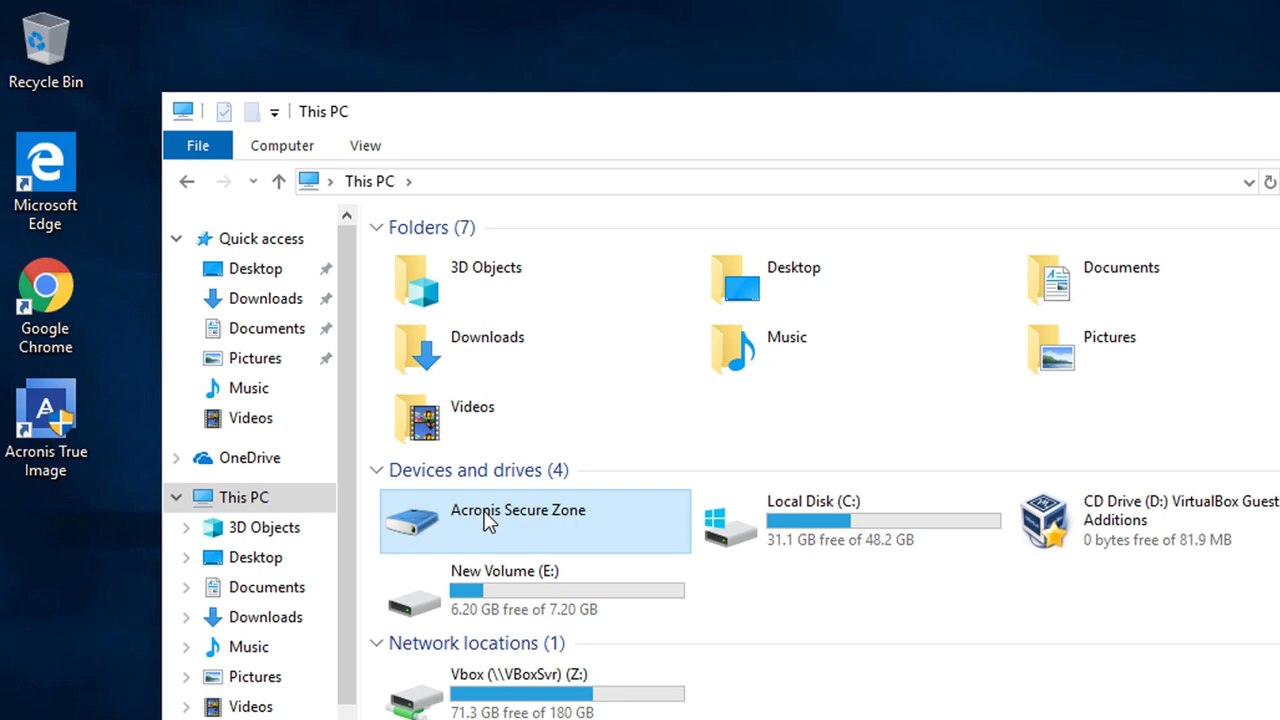 Recycle Bin
Microsoft
Edge
Google
Chrome
Acronis True
Image
This PC
File
Computer
View
This PC
Quick access
Desktop
Downloads
Documents
Pictures
Music
Videos
OneDrive
This PC
3D Objects
Desktop
Documents
Downloads
Music
Pictures
Videos
Folders (7)
3D Objects
Desktop
Documents
Downloads
Music
Pictures
Videos
Devices and drives (4)
Acronis Secure Zone
Local Disk (C:)
31.1 GB free of 48.2 GB
CD Drive (D:) VirtualBox Guest
Additions
0 bytes free of 81.9 MB
New Volume (E:)
6.20 GB free of 7.20 GB
Network locations (1)
Vbox (\\VBoxSvr) (Z:)
71.3 GB free of 180 GB